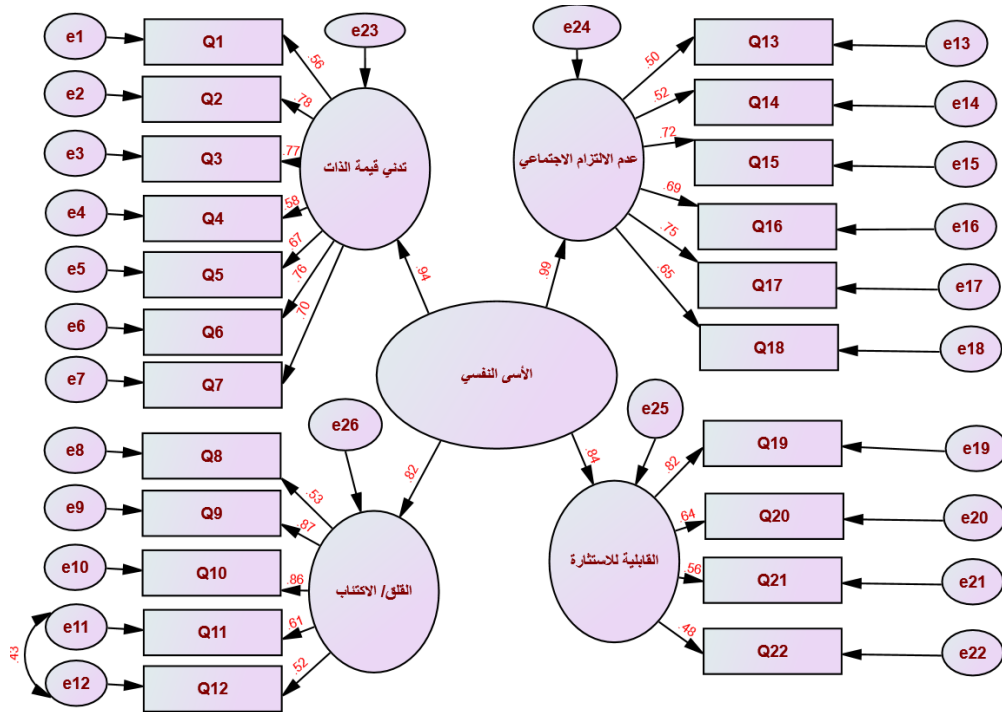 e1
Q1
.56
e23
e2
Q2
.78
e3
Q3
.77
تدني قيمة الذات
e4
Q4
.58
e5
Q5
.67
e6
Q6
.76
e7
Q7
.70
.94
e24
Q13
e13
.50
Q14
e14
.52
عدم الالتزام الاجتماعي
Q15
e15
.72
Q16
e16
.69
Q17
e17
.75
Q18
e18
.65
.99
الأسى النفسي
e26
e8
Q8
.53
e9
Q9
.87
e10
Q10
.86
القلق/ الاكتئاب
e11
Q11
.61
e12
Q12
.52
.43
.82
e25
.84
Q19
e19
.82
Q20
e20
.64
القابلية للاستثارة
Q21
e21
.56
Q22
e22
.48